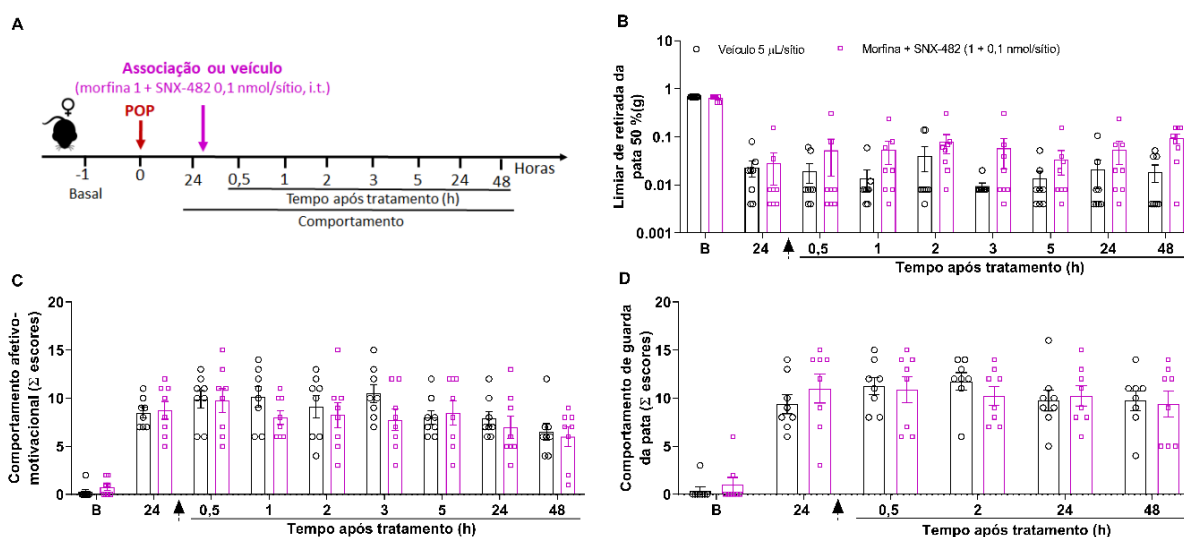 A
Associação ou veículo
(morfina 1 + SNX-482 0,1 nmol/sítio, i.t.)
POP
-1 0 24 0,5 1 2 3 5 24 48 Horas
Basal
Tempo após tratamento (h)
Comportamento
B
Veículo 5 µL/sítio
Morfina + SNX-482 (1 + 0,1 nmol/sítio)
Limiar de retirada da
pata 50 %(g)
10
1
0.1
0.01
0.001
B 24 0,5 1 2 3 5 24 48
Tempo após tratamento (h)
C
Comportamento afetivo-
motivacional (Σ escores)
20
15
10
5
0
B 24 0,5 1 2 3 5 24 48
Tempo após tratamento (h)
D
Comportamento de guarda
da pata (Σ escores)
20
15
10
5
0
B 24 0,5 2 24 48
Tempo após tratamento (h)